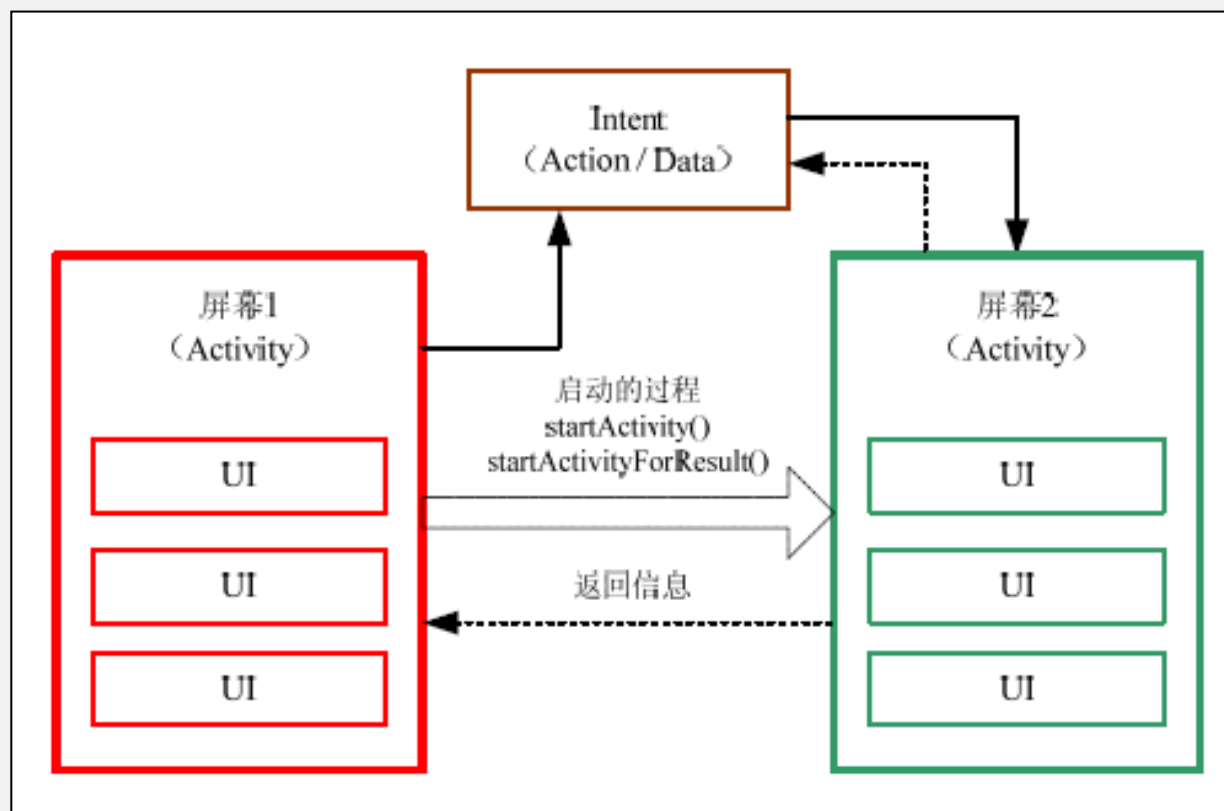 Intent
（Action / Data）
屏幕1
（Activity）
UI
UI
UI
启动的过程
startActivity()
startActivityForResult()
返回信息
屏幕2
（Activity）
UI
UI
UI